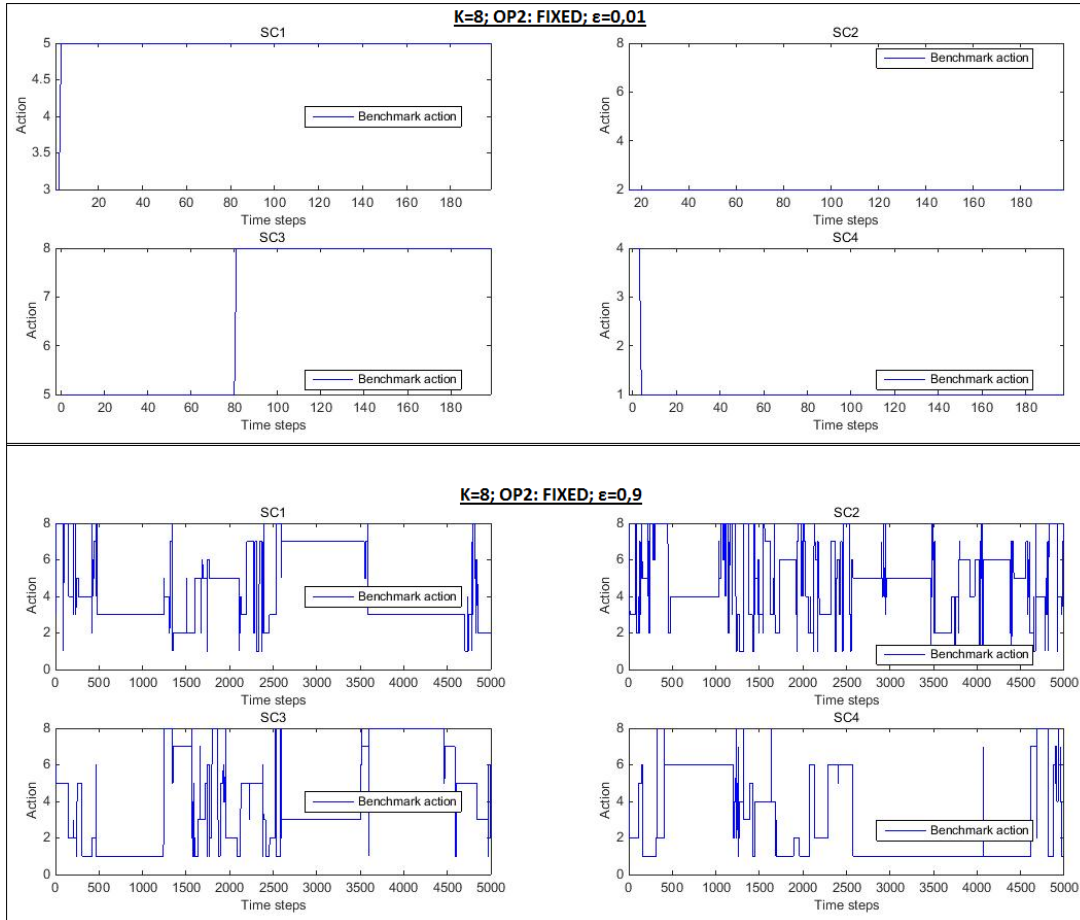 K=8; OP2: FIXED; ε=0,01
SC1
5
4.5
4
3.5
3
Action
Benchmark action
20 40 60 80 100 120 140 160 180
Time steps
SC2
8
6
4
2
Action
Benchmark action
20 40 60 80 100 120 140 160 180
Time steps
SC3
8
7
6
5
Action
Benchmark action
0 20 40 60 80 100 120 140 160 180
Time steps
SC4
4
3
2
1
Action
Benchmark action
0 20 40 60 80 100 120 140 160 180
Time steps
K=8; OP2: FIXED; ε=0,9
SC1
8
6
4
2
0
Action
Benchmark action
0 500 1000 1500 2000 2500 3000 3500 4000 4500 5000
Time steps
SC2
8
6
4
2
0
Action
Benchmark action
0 500 1000 1500 2000 2500 3000 3500 4000 4500 5000
Time steps
SC3
8
6
4
2
0
Action
Benchmark action
0 500 1000 1500 2000 2500 3000 3500 4000 4500 5000
Time steps
SC4
8
6
4
2
0
Action
Benchmark action
0 500 1000 1500 2000 2500 3000 3500 4000 4500 5000
Time steps